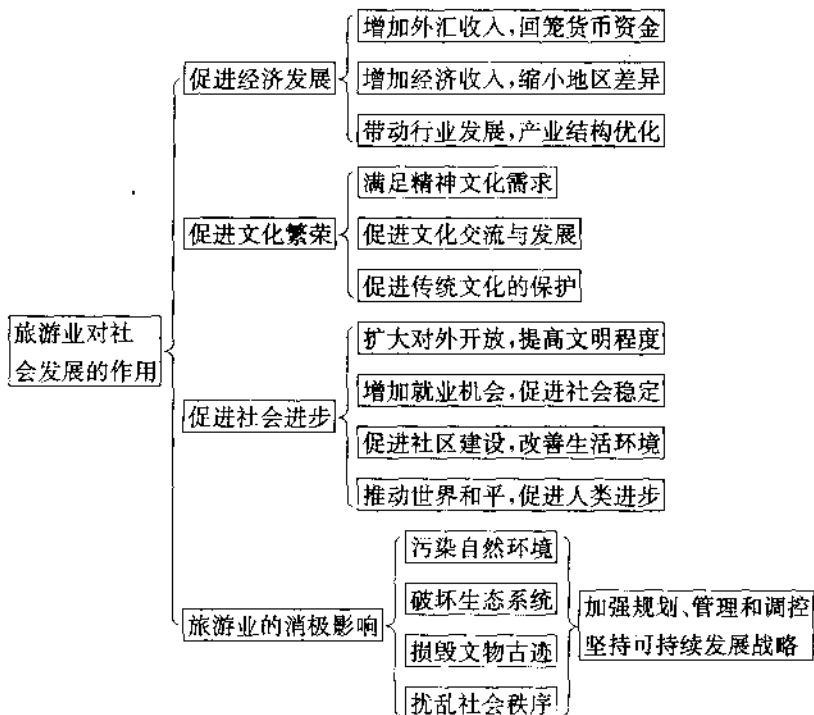 旅游业对社
会发展的作用
促进经济发展
增加外汇收入,回笼货币资金
增加经济收入,缩小地区差异
带动行业发展,产业结构优化
促进文化繁荣
满足精神文化需求
促进文化交流与发展
促进传统文化的保护
促进社会进步
扩大对外开放,提高文明程度
增加就业机会,促进社会稳定
促进社区建设,改善生活环境
推动世界和平,促进人类进步
旅游业的消极影响
污染自然环境
破坏生态系统
损毁文物古迹
扰乱社会秩序
加强规划、管理和调控
坚持可持续发展战略